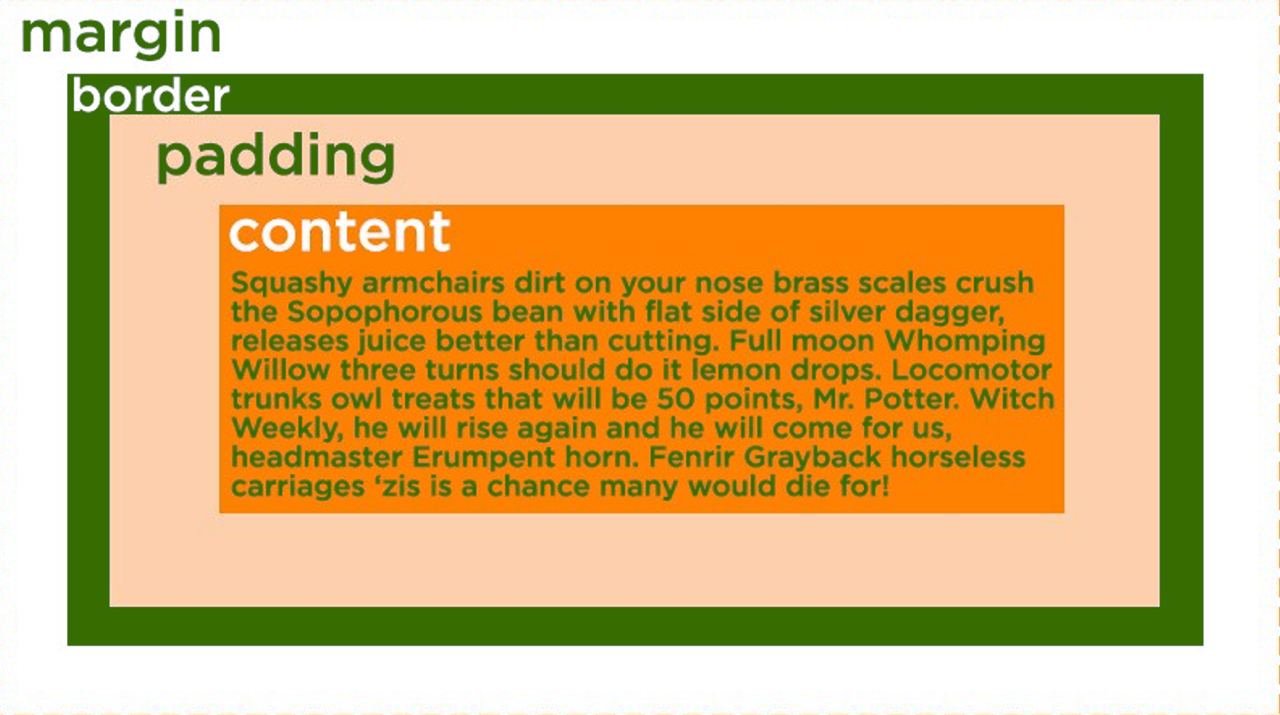 margin
border
padding
content
Squashy armchairs dirt on your nose brass scales crush
the Sopophorous bean with flat side of silver dagger,
releases juice better than cutting. Full moon Whomping
Willow three turns should do it lemon drops. Locomotor
trunks owl treats that will be 50 points, Mr. Potter. Witch
Weekly, he will rise again and he will come for us,
headmaster Erumpent horn. Fenrir Grayback horseless
carriages ‘zis is a chance many would die for!